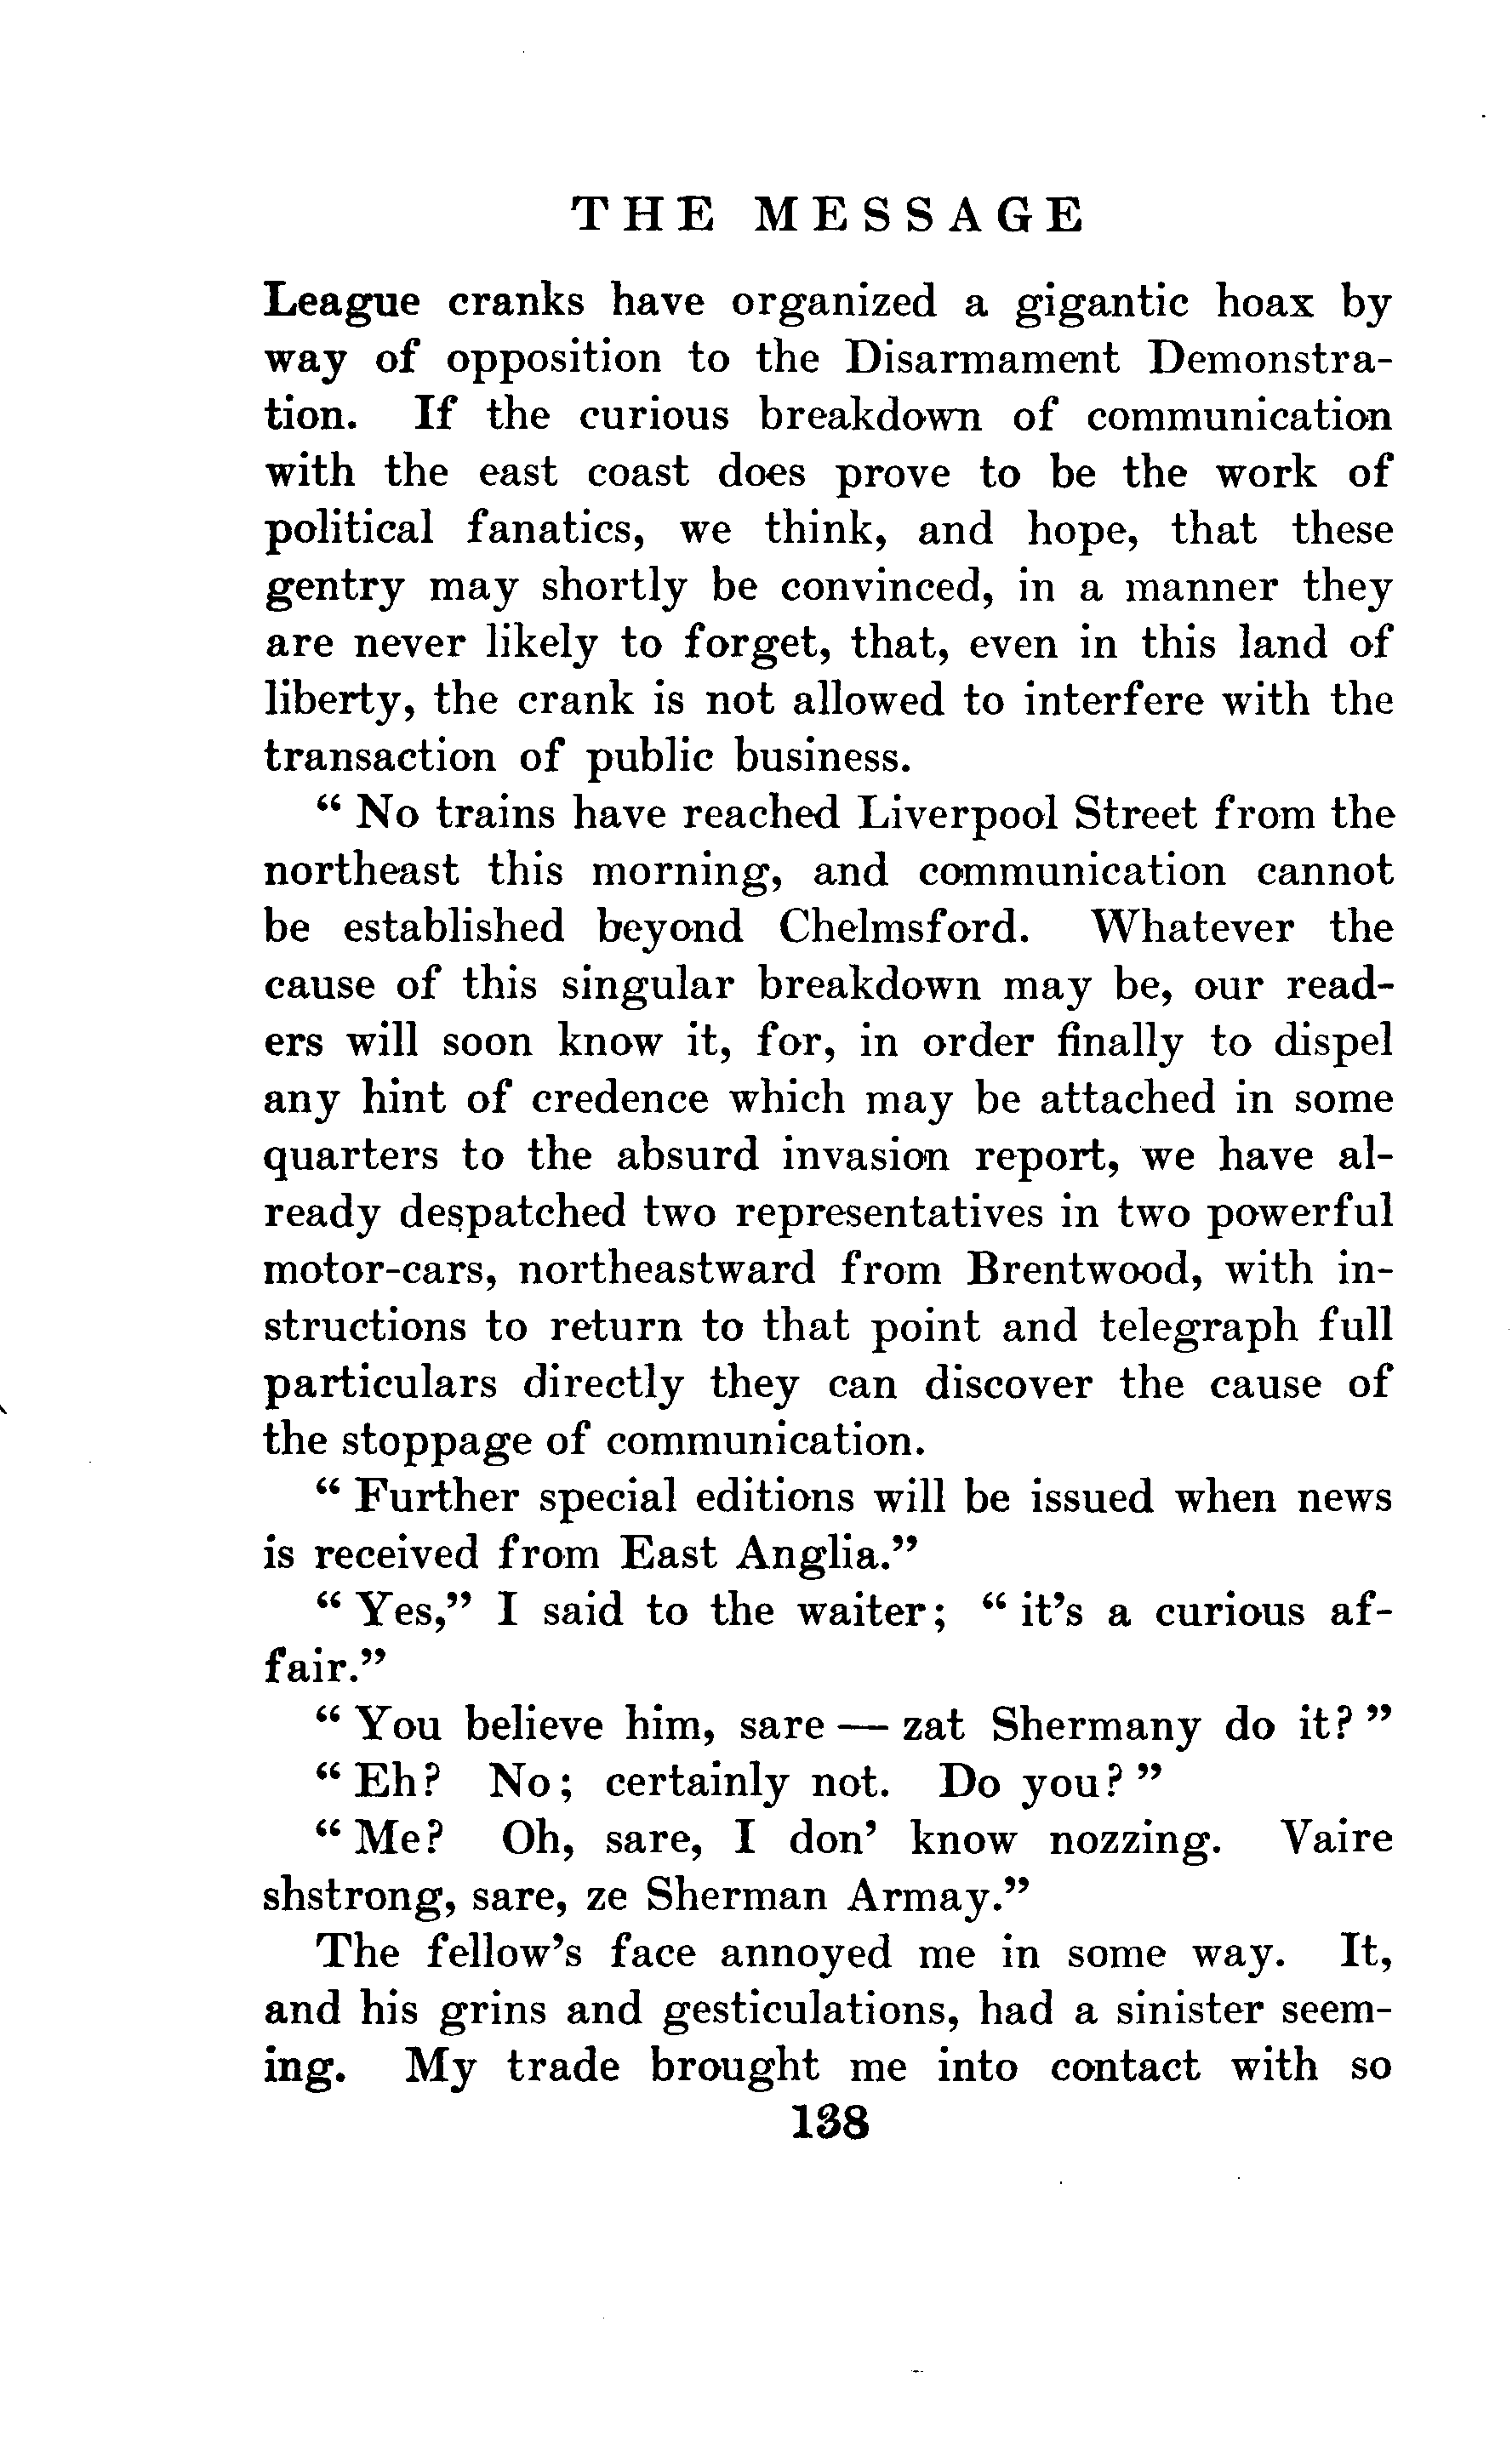 THE MESSAGE
League cranks have organized a gigantic hoax by
way of opposition to the Disarmament Demonstra-
tion. If the curious breakdown of communication
with the east coast does prove to be the work of
political fanatics, we think, and hope, that these
gentry may shortly be convinced, in a manner they
are never likely to forget, that, even in this land of
liberty, the crank is not allowed to interfere with the
transaction of public business.
“ No trains have reached Liverpool Street from the
northeast this morning, and communication cannot
be established beyond Chelmsford. Whatever the
cause of this singular breakdown may be, our read-
ers will soon know it, for, in order finally to dispel
any hint of credence which may be attached in some
quarters to the absurd invasion report, we have al-
ready despatched two representatives in two powerful
motor-cars, northeastward from Brentwood, with in-
structions to return to that point and telegraph full
particulars directly they can discover the cause of
the stoppage of communication.
“ Further special editions will be issued when news
is received from East Anglia.”
“ Yes,” I said to the waiter; “ it’s a curious af-
fair.”
“ You believe him, sare — zat Shermany do it? ”
“ Eh? No; certainly not. Do you? ”
“ Me? Oh, sare, I don’ know nozzing. Vaire
shstrong, sare, ze Sherman Armay.”
The fellow’s face annoyed me in some way. It,
and his grins and gesticulations, had a sinister seem-
ing. My trade brought me into contact with so
138